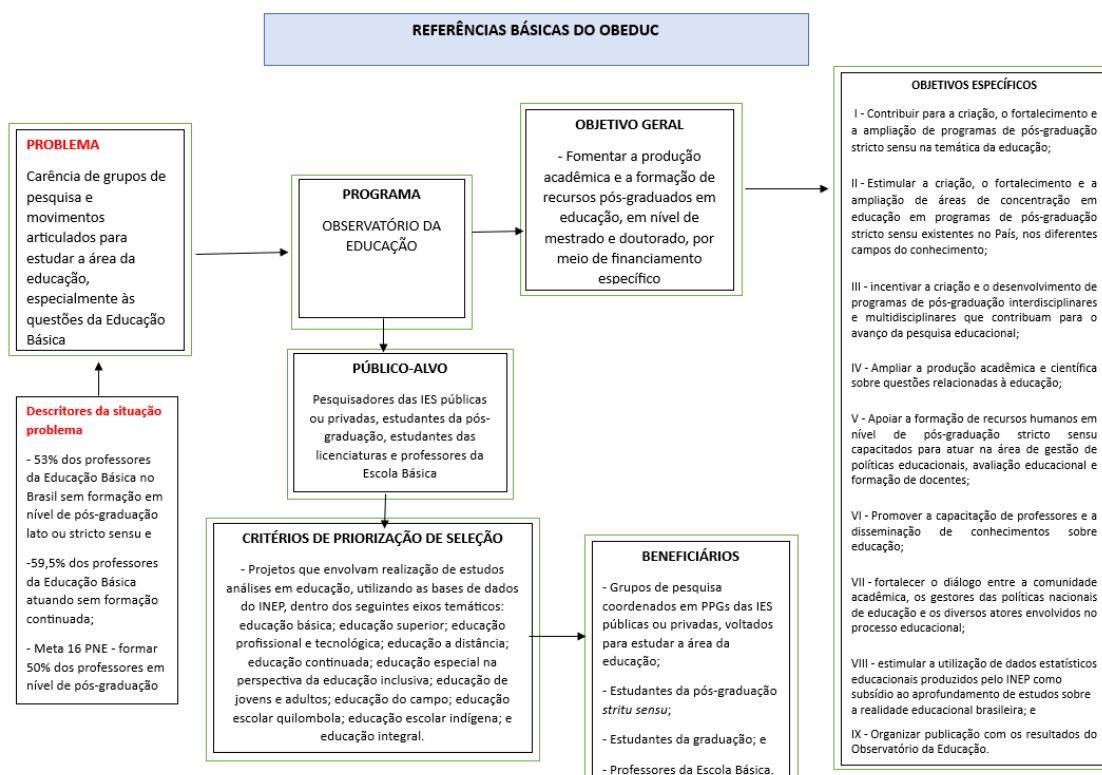 REFERÊNCIAS BÁSICAS DO OBEDUC
PROBLEMA
Carência de grupos de
pesquisa e
movimentos
articulados para
estudar a área da
educação,
especialmente às
questões da Educação
Básica
Descritores da situação
problema
- 53% dos professores
da Educação Básica no
Brasil sem formação em
nível de pós-graduação
lato ou stricto sensu e
-59,5% dos professores
da Educação Básica
atuando sem formação
continuada;
- Meta 16 PNE - formar
50% dos professores em
nível de pós-graduação
PROGRAMA
OBSERVATÓRIO DA
EDUCAÇÃO
OBJETIVO GERAL
- Fomentar a produção
acadêmica e a formação de
recursos pós-graduados em
educação, em nível de
mestrado e doutorado, por
meio de financiamento
específico
PÚBLICO-ALVO
Pesquisadores das IES públicas
ou privadas, estudantes da pós-
graduação, estudantes das
licenciaturas e professores da
Escola Básica
CRITÉRIOS DE PRIORIZAÇÃO DE SELEÇÃO
- Projetos que envolvam realização de estudos
análises em educação, utilizando as bases de dados
do INEP, dentro dos seguintes eixos temáticos:
educação básica; educação superior; educação
profissional e tecnológica; educação a distância;
educação continuada; educação especial na
perspectiva da educação inclusiva; educação de
jovens e adultos; educação do campo; educação
escolar quilombola; educação escolar indígena; e
educação integral.
BENEFICIÁRIOS
- Grupos de pesquisa
coordenados em PPGs das IES
públicas ou privadas, voltados
para estudar a área da
educação;
- Estudantes da pós-graduação
stritu sensu;
- Estudantes da graduação; e
- Professores da Escola Básica.
OBJETIVOS ESPECÍFICOS
I - Contribuir para a criação, o fortalecimento e
a ampliação de programas de pós-graduação
stricto sensu na temática da educação;
II - Estimular a criação, o fortalecimento e a
ampliação de áreas de concentração em
educação em programas de pós-graduação
stricto sensu existentes no País, nos diferentes
campos do conhecimento;
III - incentivar a criação e o desenvolvimento de
programas de pós-graduação interdisciplinares
e multidisciplinares que contribuam para o
avanço da pesquisa educacional;
IV - Ampliar a produção acadêmica e científica
sobre questões relacionadas à educação;
V - Apoiar a formação de recursos humanos em
nível de pós-graduação stricto sensu
capacitados para atuar na área de gestão de
políticas educacionais, avaliação educacional e
formação de docentes;
VI - Promover a capacitação de professores e a
disseminação de conhecimentos sobre
educação;
VII - fortalecer o diálogo entre a comunidade
acadêmica, os gestores das políticas nacionais
de educação e os diversos atores envolvidos no
processo educacional;
VIII - estimular a utilização de dados estatísticos
educacionais produzidos pelo INEP como
subsídio ao aprofundamento de estudos sobre
a realidade educacional brasileira; e
IX - Organizar publicação com os resultados do
Observatório da Educação.